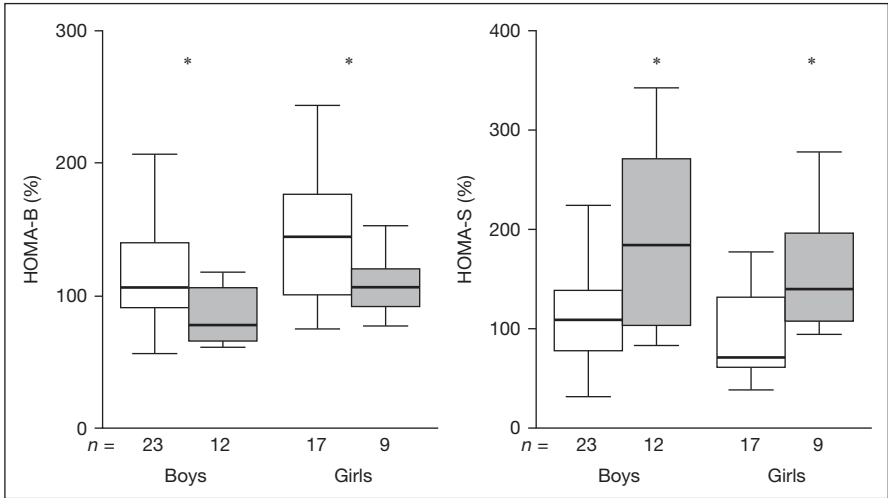 300
200
100
0
HOMA-B (%)
* *
n = 23 12 17 9
Boys Girls
400
300
200
100
0
HOMA-S (%)
* *
n = 23 12 17 9
Boys Girls